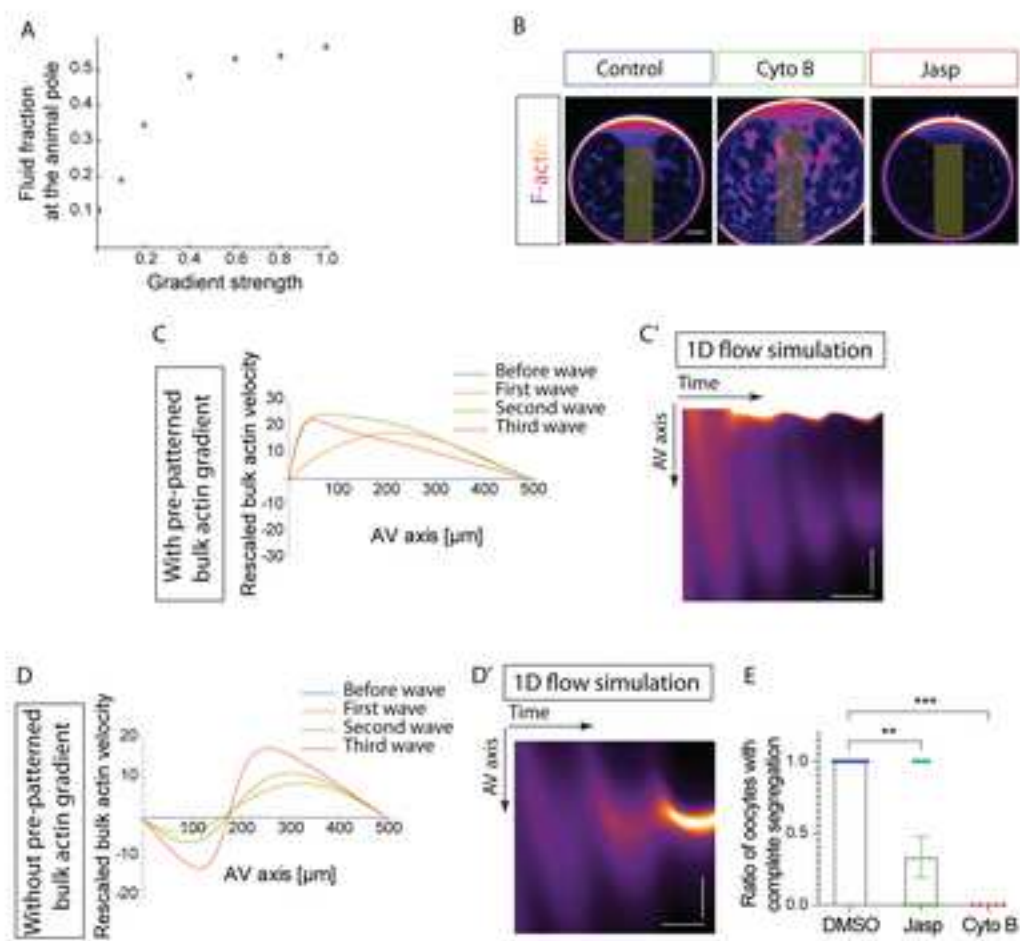 A
Fluid fraction
at the animal pole
0.5
0.4
0.3
0.2
0.1
0.2 0.4 0.6 0.8 1.0
Gradient strength
B
Control Cyto B Jasp
F-actin
C
With pre-patterned
bulk actin gradient
Rescaled bulk actin velocity
30
20
10
-10
-20
-30
100 200 300 400 500
AV axis [μm]
Before wave
First wave
Second wave
Third wave
C'
1D flow simulation
Time
AV axis
D
Without pre-patterned
bulk actin gradient
Rescaled bulk actin velocity
20
10
-10
-20
100 200 300 400 500
AV axis [μm]
Before wave
First wave
Second wave
Third wave
D'
1D flow simulation
Time
AV axis
E
Ratio of oocytes with
complete segregation
***
**
1.0
0.5
0.0
DMSO Jasp Cyto B